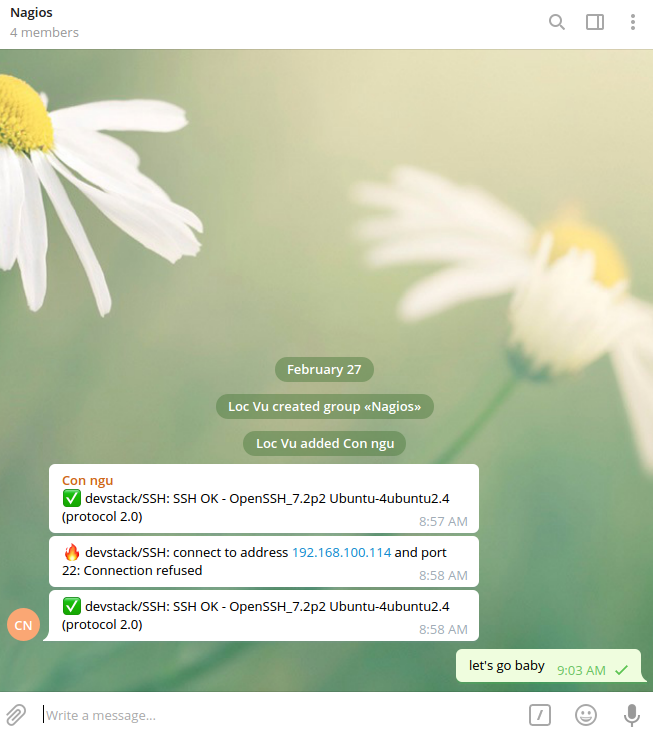 Nagios
4 members
February 27
Loc Vu created group «Nagios»
Loc Vu added Con ngu
Con ngu
✅ devstack/SSH: SSH OK - OpenSSH_7.2p2 Ubuntu-4ubuntu2.4
(protocol 2.0)
8:57 AM
🔥 devstack/SSH: connect to address 192.168.100.114 and port
22: Connection refused
8:58 AM
✅ devstack/SSH: SSH OK - OpenSSH_7.2p2 Ubuntu-4ubuntu2.4
(protocol 2.0)
8:58 AM
CN
let's go baby 9:03 AM
Write a message...